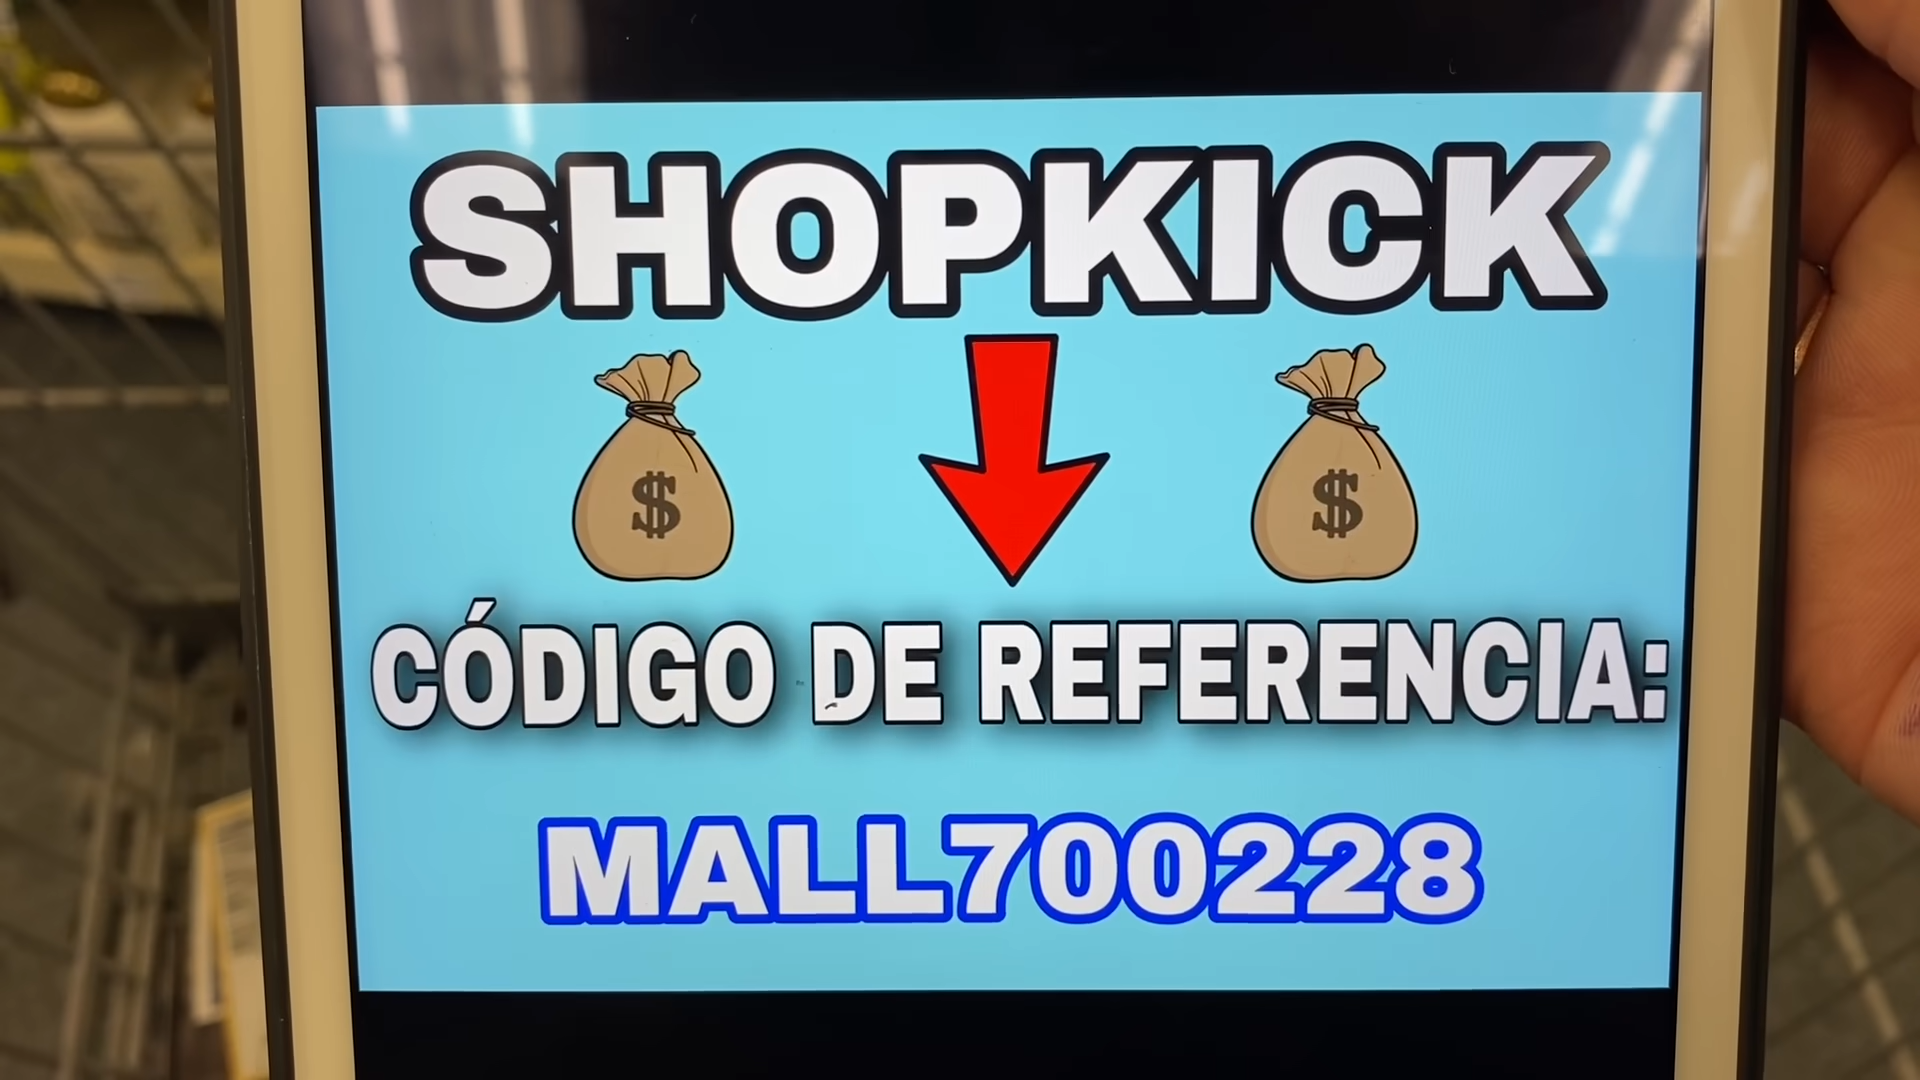 SHOPKICK
$ $
CÓDIGO DE REFERENCIA:
MALL700228